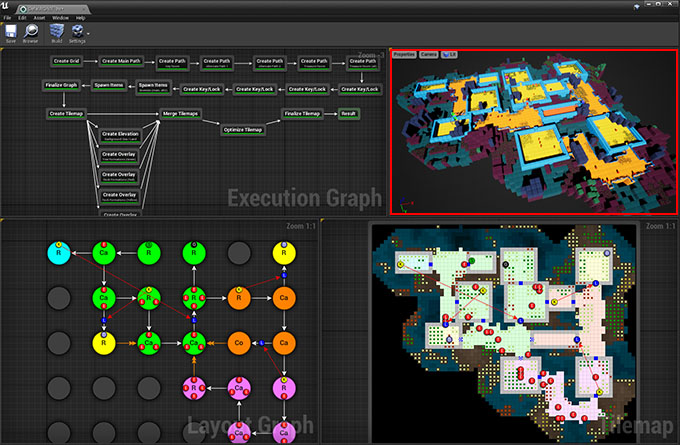 File Edit Asset Window Help
Save Browse Build Settings
Zoom -3
Create Grid Create Main Path Create Path Create Path Create Path Create Path Create Path
Finalize Graph Spawn Items Spawn Items Create Key/Lock Create Key/Lock Create Key/Lock Create Key/Lock
Create Tilemap Merge Tilemaps Finalize Tilemap Result
Optimize Tilemap
Create Elevation
Create Overlay
Create Overlay
Create Overlay
Create Overlay
Execution Graph
Properties Camera Lit
Zoom 1:1
R Ca R R R
Ca R R R Ca
R Ca Ca Co Ca
R R
Ca Ca
Ca Ca
Layout Graph
Zoom 1:1
Tilemap